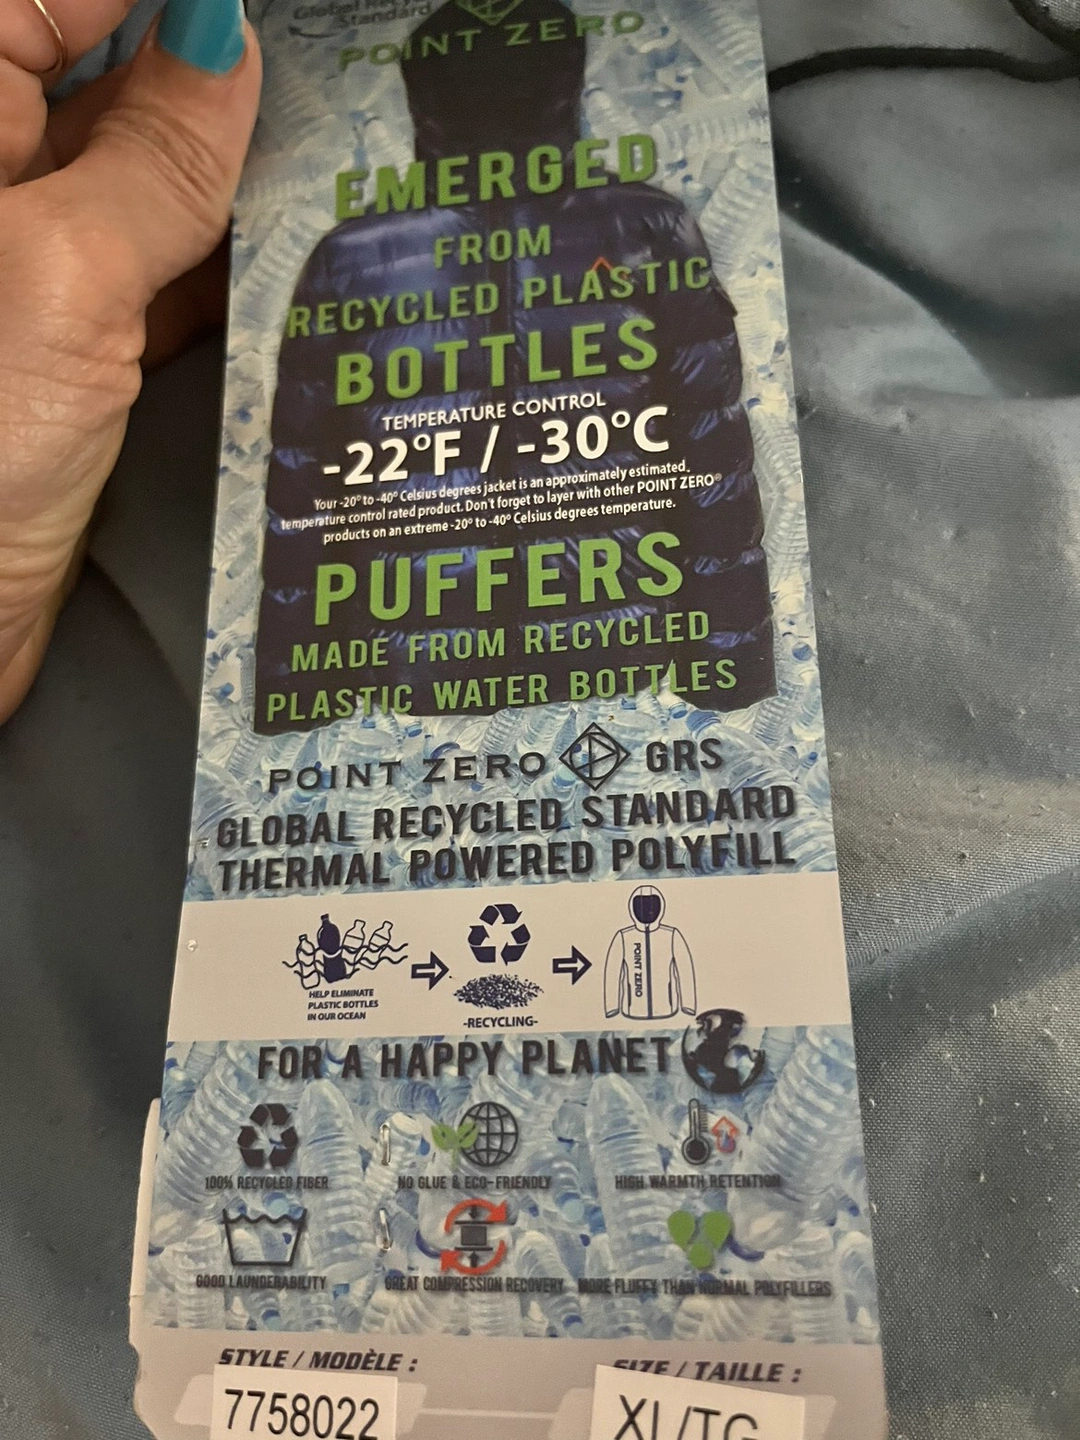 Global Recycled
Standard
POINT ZERO
EMERGED
FROM
RECYCLED PLASTIC
BOTTLES
TEMPERATURE CONTROL
-22°F / -30°C
Your -20° to -40° Celsius degrees jacket is an approximately estimated
temperature control rated product. Don't forget to layer with other POINT ZERO®
products on an extreme -20° to -40° Celsius degrees temperature.
PUFFERS
MADE FROM RECYCLED
PLASTIC WATER BOTTLES
POINT ZERO GRS
GLOBAL RECYCLED STANDARD
THERMAL POWERED POLYFILL
HELP ELIMINATE
PLASTIC BOTTLES
IN OUR OCEAN
-RECYCLING-
POINT ZERO
FOR A HAPPY PLANET
100% RECYCLED FIBER
NO GLUE & ECO-FRIENDLY
HIGH WARMTH RETENTION
GOOD LAUNDERABILITY
GREAT COMPRESSION RECOVERY
MORE FLUFFY THAN NORMAL POLYFILLERS
STYLE / MODÈLE :
SIZE / TAILLE :
7758022
XL/TG